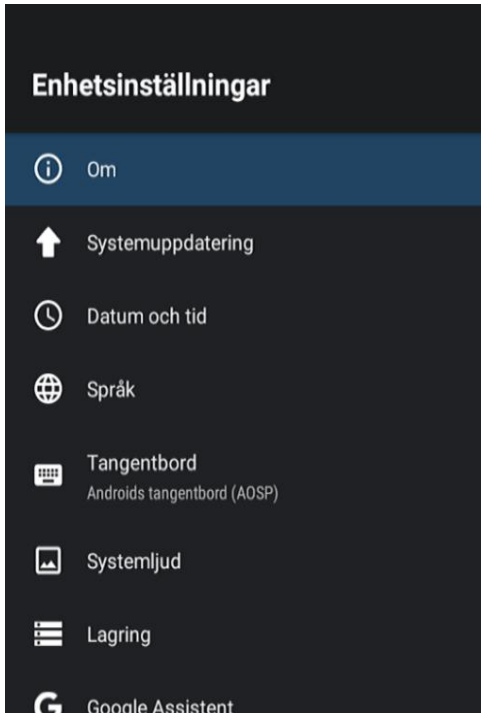 Enhetsinställningar
Om
Systemuppdatering
Datum och tid
Språk
Tangentbord
Androids tangentbord (AOSP)
Systemljud
Lagring
Google Assistent